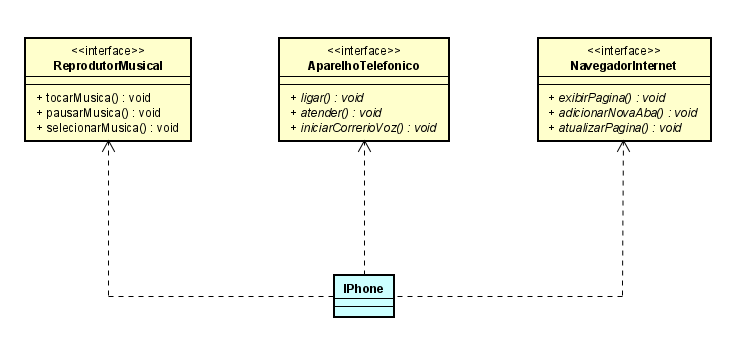 <<interface>>
ReprodutorMusical
+ tocarMusica() : void
+ pausarMusica() : void
+ selecionarMusica() : void
<<interface>>
AparelhoTelefonico
+ ligar() : void
+ atender() : void
+ iniciarCorrerioVoz() : void
<<interface>>
NavegadorInternet
+ exibirPagina() : void
+ adicionarNovaAba() : void
+ atualizarPagina() : void
IPhone